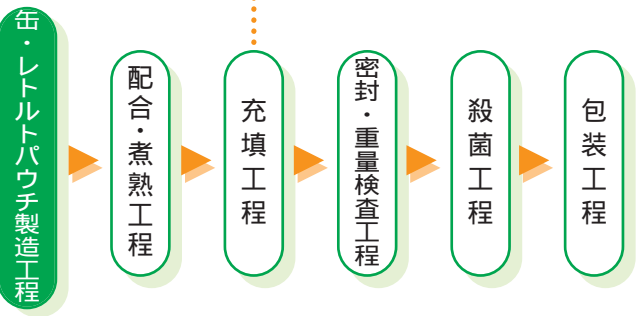 缶・レトルトパウチ製造工程
配合・煮熟工程
充填工程
密封・重量検査工程
殺菌工程
包装工程